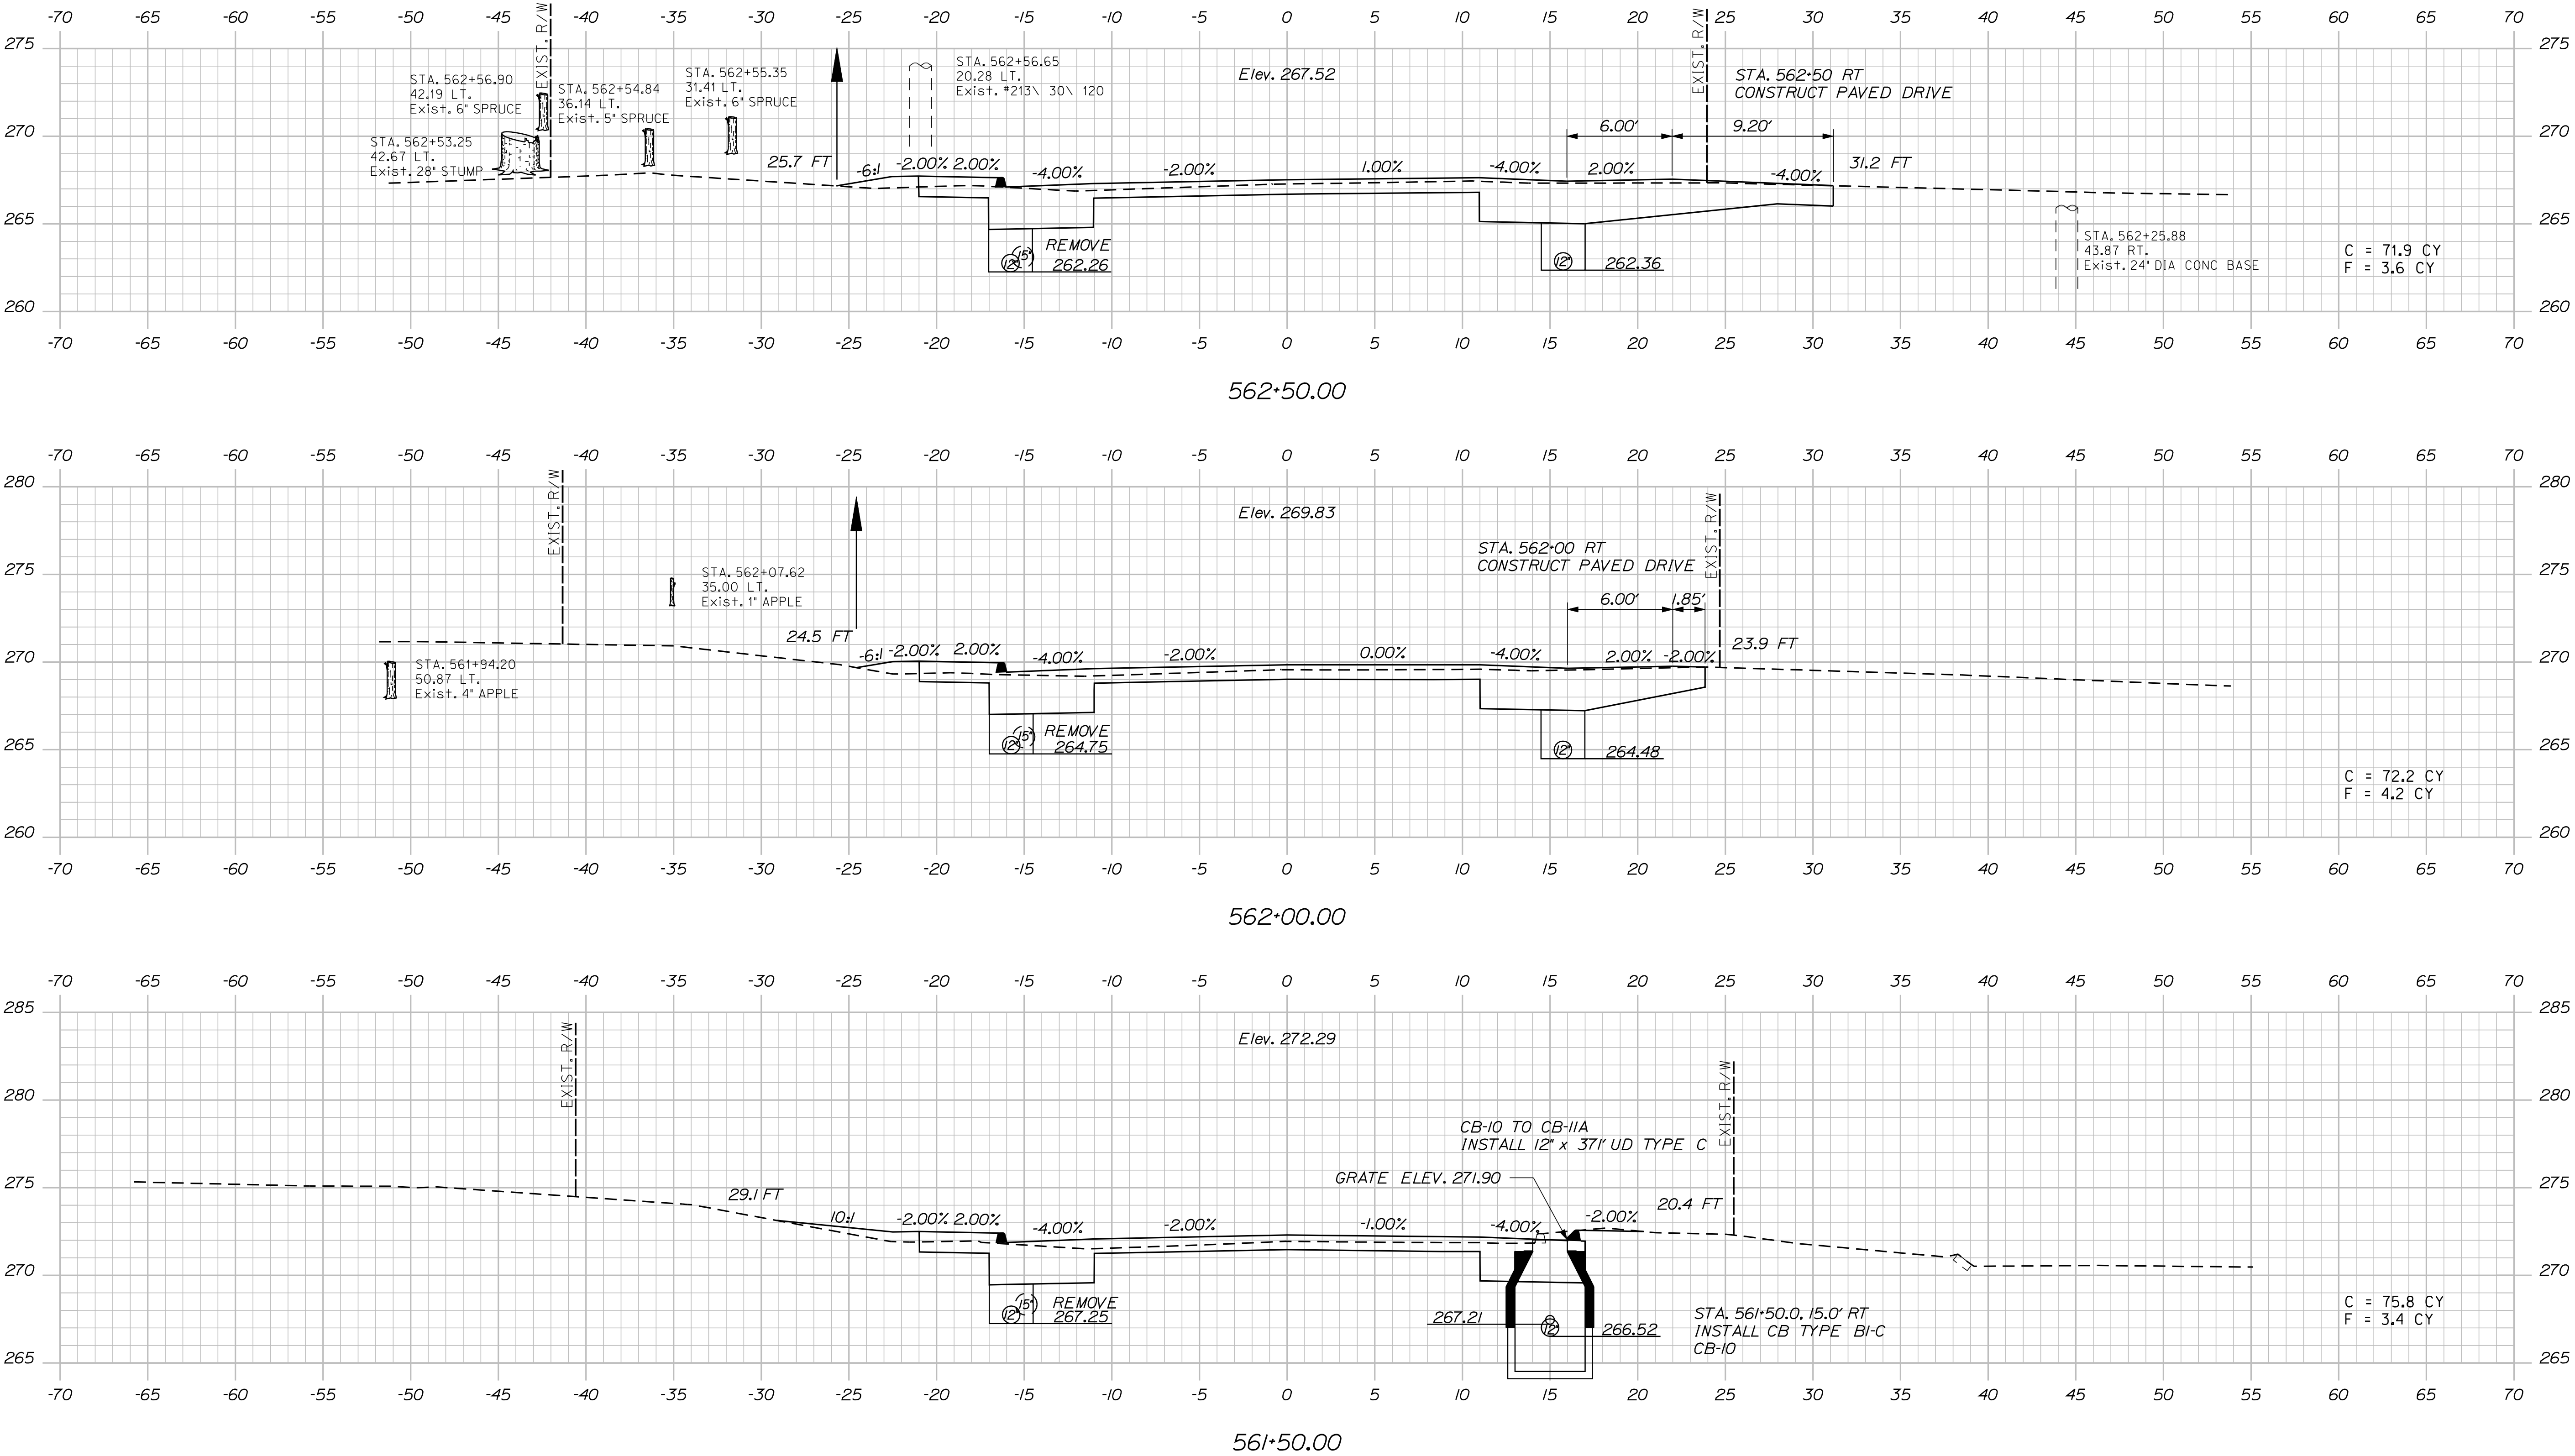 -70 -65 -60 -55 -50 -45 -40 -35 -30 -25 -20 -15 -10 -5 0 5 10 15 20 25 30 35 40 45 50 55 60 65 70
275 275
EXIST. R/W
EXIST. R/W
STA. 562+56.90
42.19 LT.
Exist. 6" SPRUCE
STA. 562+54.84
36.14 LT.
Exist. 5" SPRUCE
STA. 562+55.35
31.41 LT.
Exist. 6" SPRUCE
STA. 562+56.65
20.28 LT.
Exist. #213\ 30\ 120
Elev. 267.52
STA. 562+50 RT
CONSTRUCT PAVED DRIVE
270 270
STA. 562+53.25
42.67 LT.
Exist. 28" STUMP
6.00' 9.20'
25.7 FT 31.2 FT
-6:1 -2.00% 2.00% -4.00% -2.00% 1.00% -4.00% 2.00% -4.00%
265 265
12" 15" REMOVE
262.26
12" 262.36
STA. 562+25.88
43.87 RT.
Exist. 24" DIA CONC BASE
C = 71.9 CY
F = 3.6 CY
260 260
-70 -65 -60 -55 -50 -45 -40 -35 -30 -25 -20 -15 -10 -5 0 5 10 15 20 25 30 35 40 45 50 55 60 65 70
562+50.00
-70 -65 -60 -55 -50 -45 -40 -35 -30 -25 -20 -15 -10 -5 0 5 10 15 20 25 30 35 40 45 50 55 60 65 70
280 280
EXIST. R/W
EXIST. R/W
Elev. 269.83
STA. 562+00 RT
CONSTRUCT PAVED DRIVE
275 275
STA. 562+07.62
35.00 LT.
Exist. 1" APPLE
6.00' 1.85'
24.5 FT 23.9 FT
270 270
-6:1 -2.00% 2.00% -4.00% -2.00% 0.00% -4.00% 2.00% -2.00%
STA. 561+94.20
50.87 LT.
Exist. 4" APPLE
12" 15" REMOVE
264.75
12" 264.48
265 265
C = 72.2 CY
F = 4.2 CY
260 260
-70 -65 -60 -55 -50 -45 -40 -35 -30 -25 -20 -15 -10 -5 0 5 10 15 20 25 30 35 40 45 50 55 60 65 70
562+00.00
-70 -65 -60 -55 -50 -45 -40 -35 -30 -25 -20 -15 -10 -5 0 5 10 15 20 25 30 35 40 45 50 55 60 65 70
285 285
EXIST. R/W
Elev. 272.29
EXIST. R/W
280 280
CB-10 TO CB-11A
INSTALL 12" x 371' UD TYPE C
GRATE ELEV. 271.90
275 275
29.1 FT 20.4 FT
10:1 -2.00% 2.00% -4.00% -2.00% -1.00% -4.00% -2.00%
270 270
12" 15" REMOVE
267.25
267.21
12" 266.52
STA. 561+50.0, 15.0' RT
INSTALL CB TYPE B1-C
CB-10
C = 75.8 CY
F = 3.4 CY
265 265
-70 -65 -60 -55 -50 -45 -40 -35 -30 -25 -20 -15 -10 -5 0 5 10 15 20 25 30 35 40 45 50 55 60 65 70
561+50.00